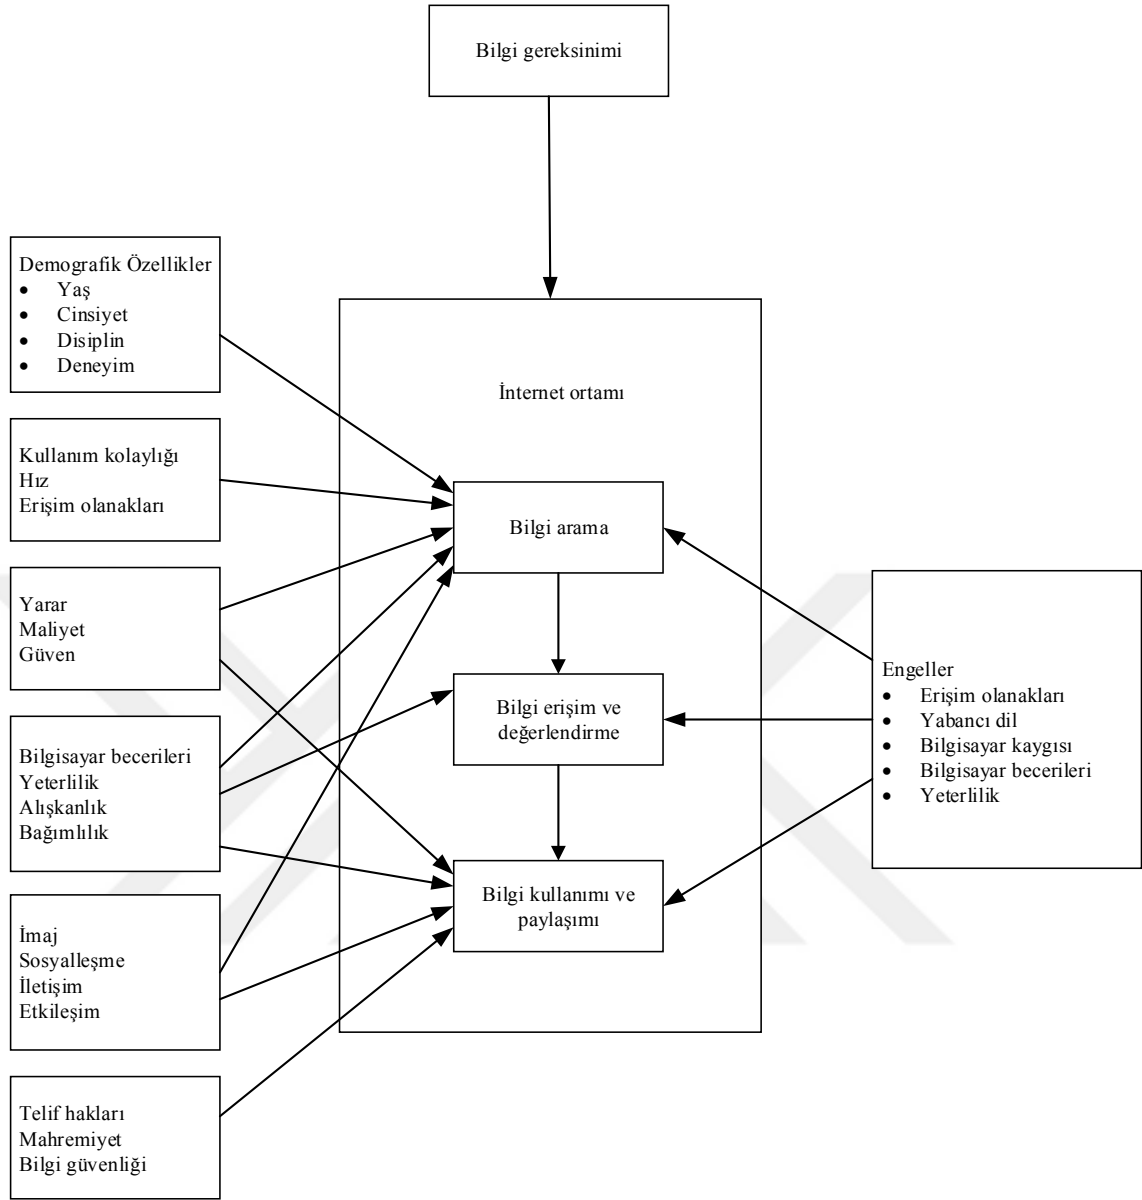 Bilgi gereksinimi
Demografik Özellikler
• Yaş
• Cinsiyet
• Disiplin
• Deneyim
Kullanım kolaylığı
Hız
Erişim olanakları
Yarar
Maliyet
Güven
Bilgisayar becerileri
Yeterlilik
Alışkanlık
Bağımlılık
İmaj
Sosyalleşme
İletişim
Etkileşim
Telif hakları
Mahremiyet
Bilgi güvenliği
İnternet ortamı
Bilgi arama
Bilgi erişim ve
değerlendirme
Bilgi kullanımı ve
paylaşımı
Engeller
• Erişim olanakları
• Yabancı dil
• Bilgisayar kaygısı
• Bilgisayar becerileri
• Yeterlilik